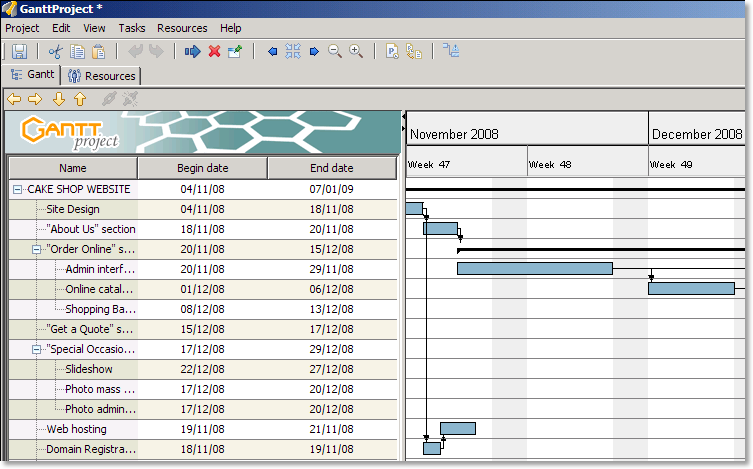 GanttProject *
Project Edit View Tasks Resources Help
Gantt Resources
GANTT
project
November 2008 December 2008
Week 47 Week 48 Week 49
Name Begin date End date
CAKE SHOP WEBSITE 04/11/08 07/01/09
Site Design 04/11/08 18/11/08
"About Us" section 18/11/08 20/11/08
"Order Online" s... 20/11/08 15/12/08
Admin interf... 20/11/08 29/11/08
Online catal... 01/12/08 06/12/08
Shopping Ba... 08/12/08 13/12/08
"Get a Quote" s... 15/12/08 17/12/08
"Special Occasio... 17/12/08 29/12/08
Slideshow 22/12/08 27/12/08
Photo mass ... 17/12/08 20/12/08
Photo admin... 17/12/08 20/12/08
Web hosting 19/11/08 21/11/08
Domain Registra... 18/11/08 19/11/08